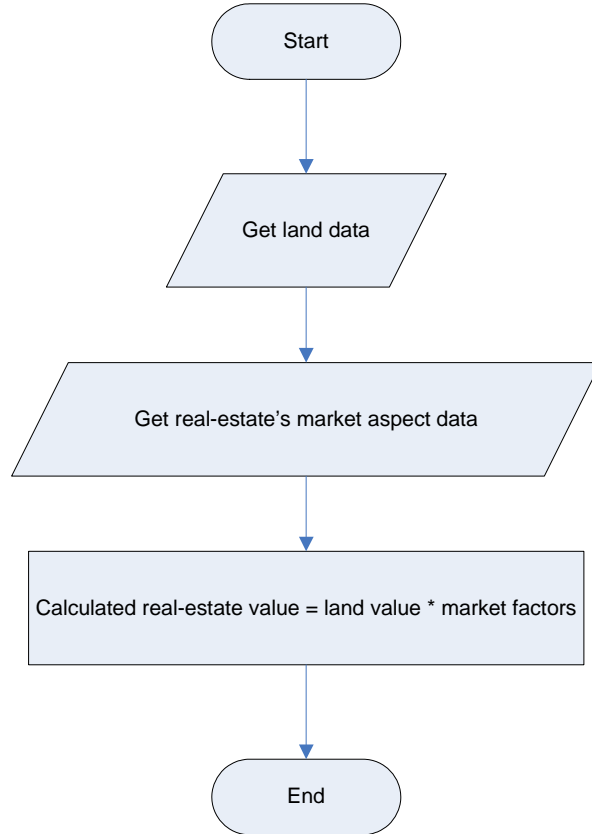 Start
Get land data
Get real-estate’s market aspect data
Calculated real-estate value = land value * market factors
End